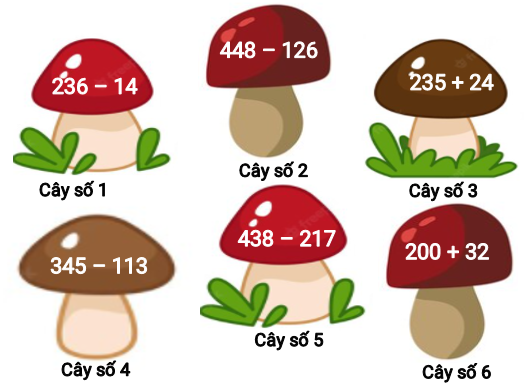 236 – 14
Cây số 1
448 – 126
Cây số 2
235 + 24
Cây số 3
345 – 113
Cây số 4
438 – 217
Cây số 5
200 + 32
Cây số 6